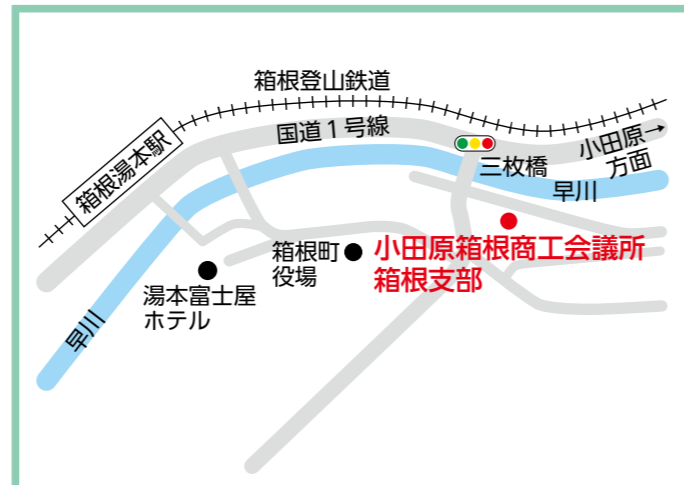 箱根登山鉄道
国道1号線
小田原→
方面
三枚橋
早川
箱根湯本駅
小田原箱根商工会議所
箱根支部
箱根町
役場
湯本富士屋
ホテル
早川